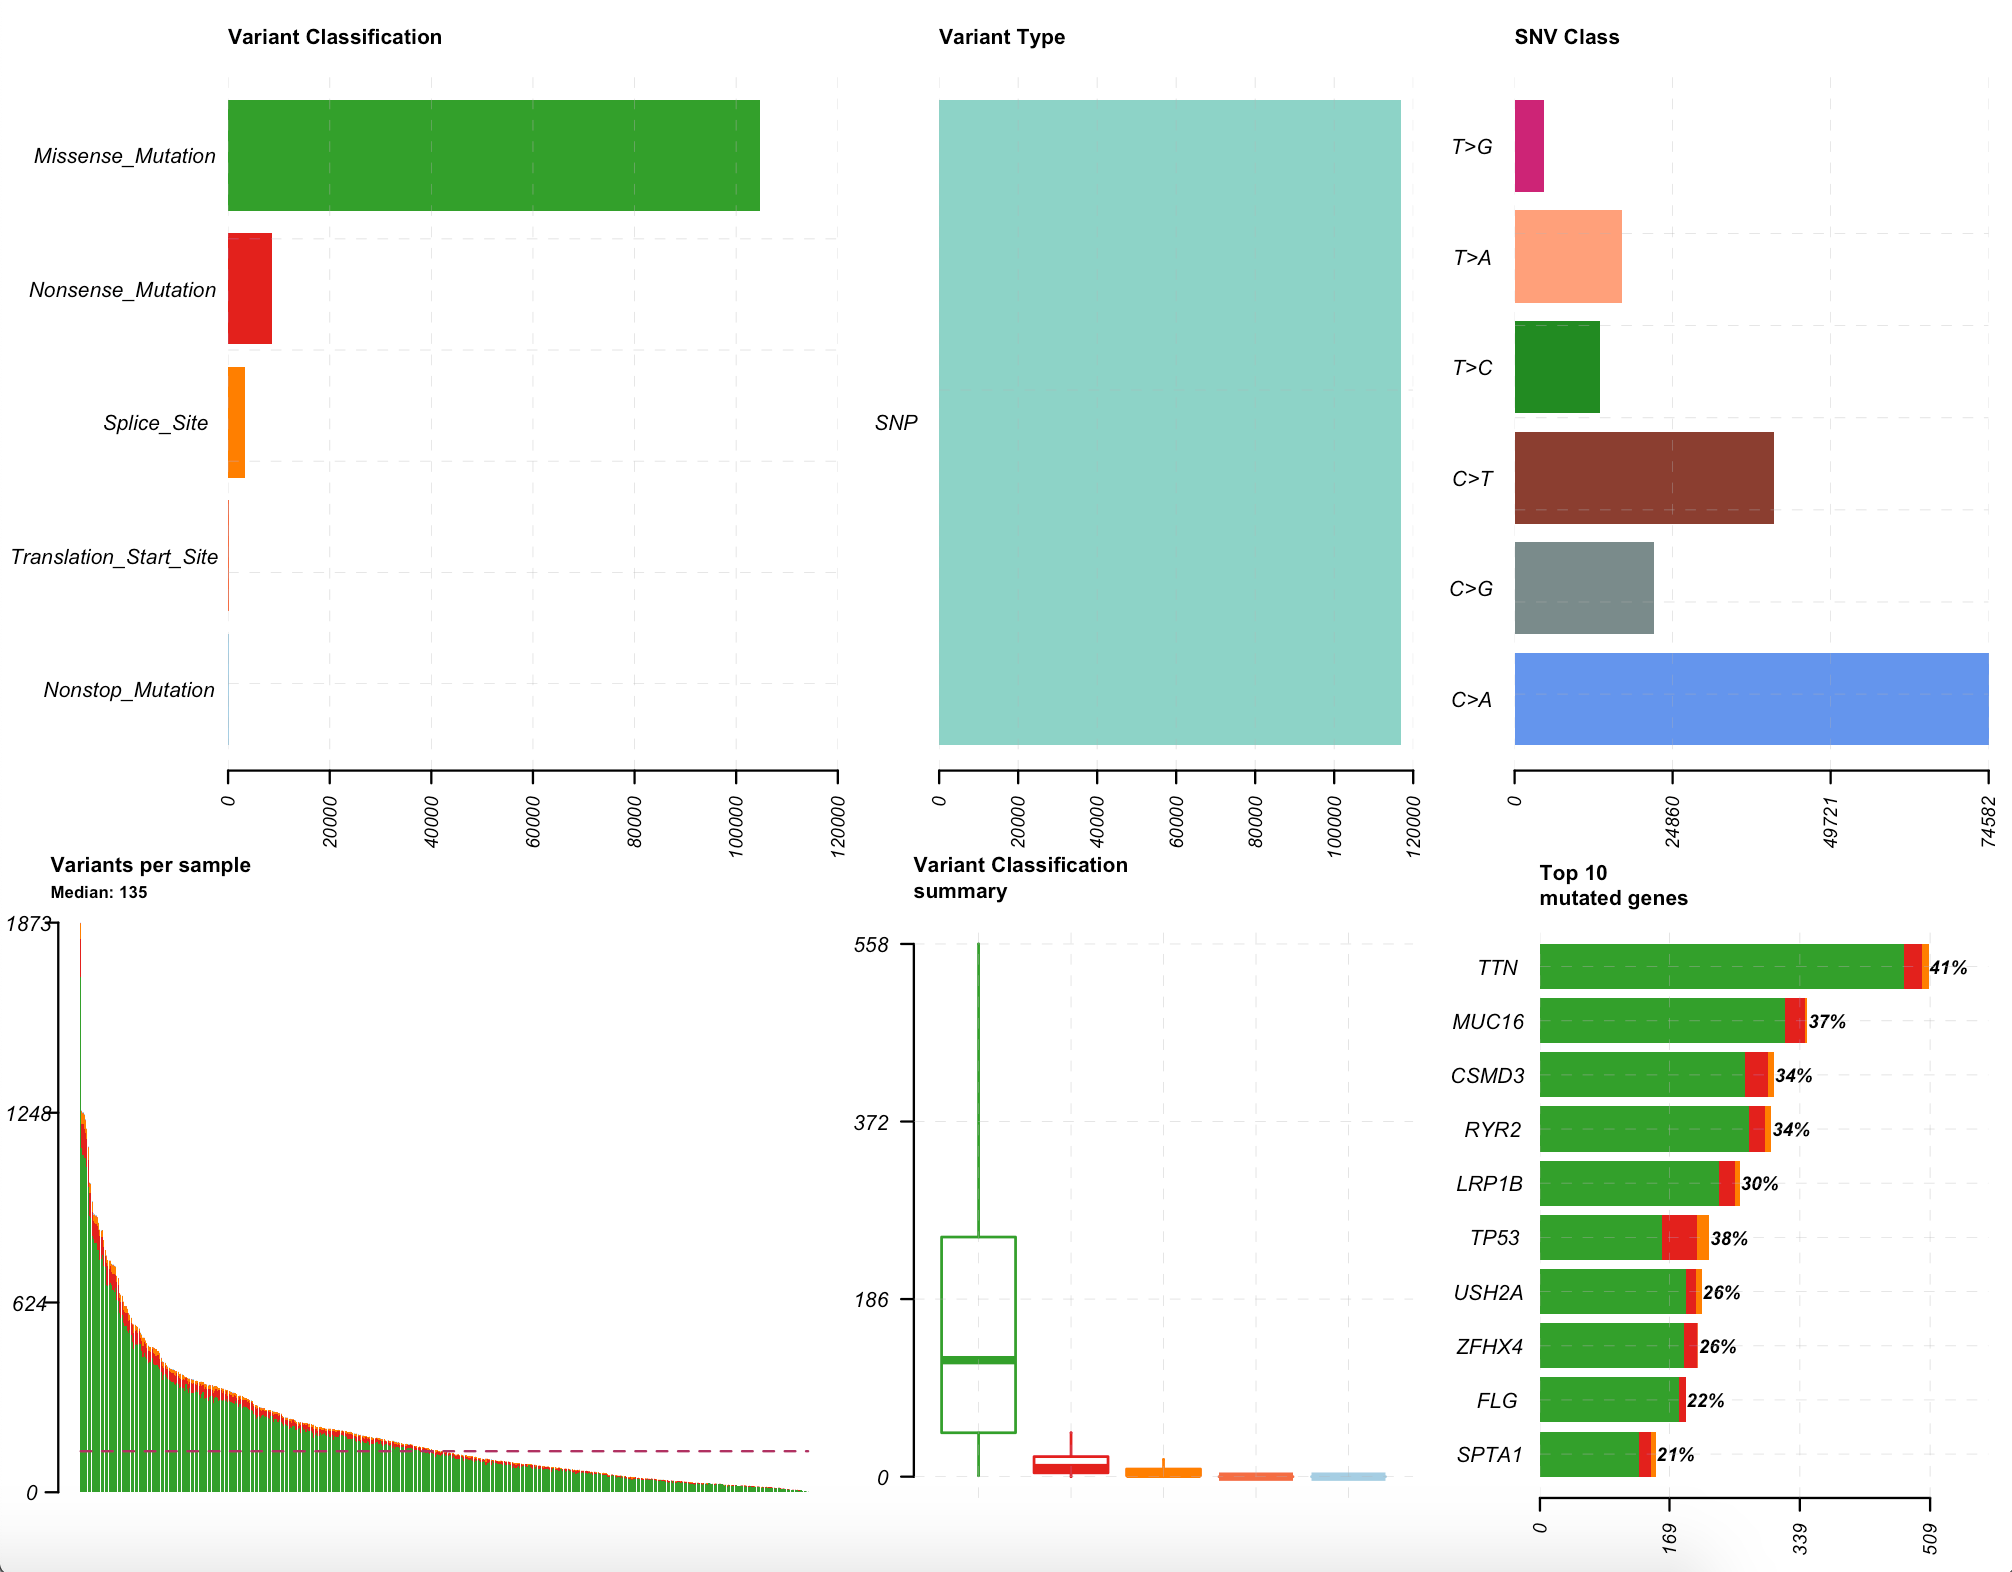 Variant Classification
Missense_Mutation
Nonsense_Mutation
Splice_Site
Translation_Start_Site
Nonstop_Mutation
0
20000
40000
60000
80000
100000
120000
Variant Type
SNP
0
20000
40000
60000
80000
100000
120000
SNV Class
T>G
T>A
T>C
C>T
C>G
C>A
0
24860
49721
74582
Variants per sample
Median: 135
1873
1248
624
0
Variant Classification
summary
558
372
186
0
Top 10
mutated genes
TTN 41%
MUC16 37%
CSMD3 34%
RYR2 34%
LRP1B 30%
TP53 38%
USH2A 26%
ZFHX4 26%
FLG 22%
SPTA1 21%
0
169
339
509